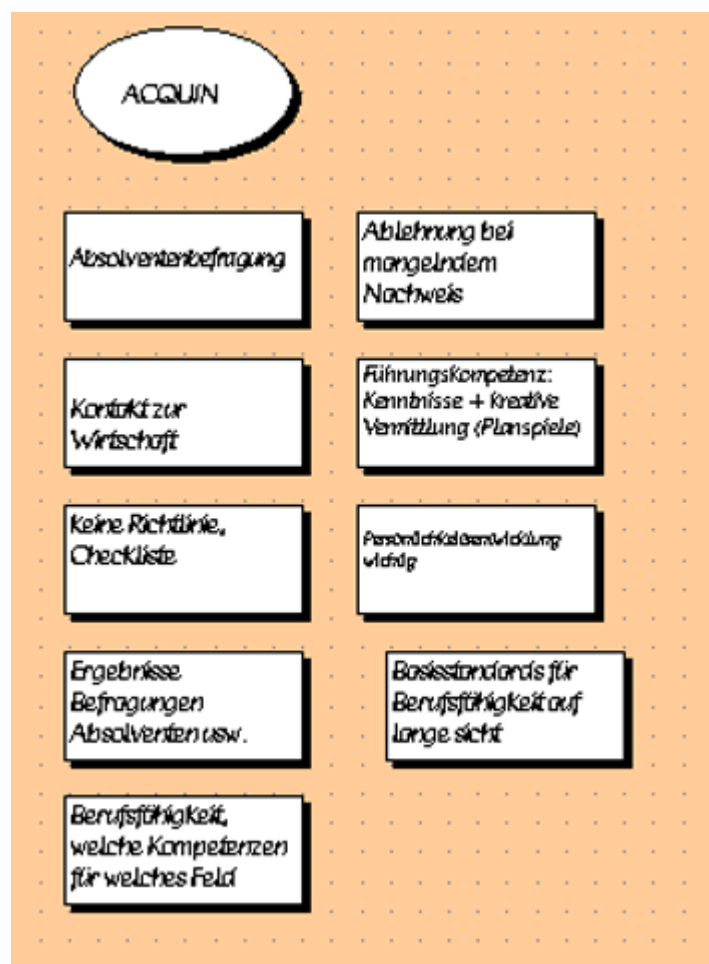 ACQUIN
Absolventenbefragung
Ablehnung bei
mangelndem
Nachweis
Kontakt zur
Wirtschaft
Führungskompetenz:
Kenntnisse + kreative
Vermittlung (Planspiele)
Keine Richtlinie,
Checkliste
Persönlichkeitsentwicklung
wichtig
Ergebnisse
Befragungen
Absolventen usw.
Basisstandards für
Berufsfähigkeit auf
lange sicht
Berufsfähigkeit,
welche Kompetenzen
für welches Feld